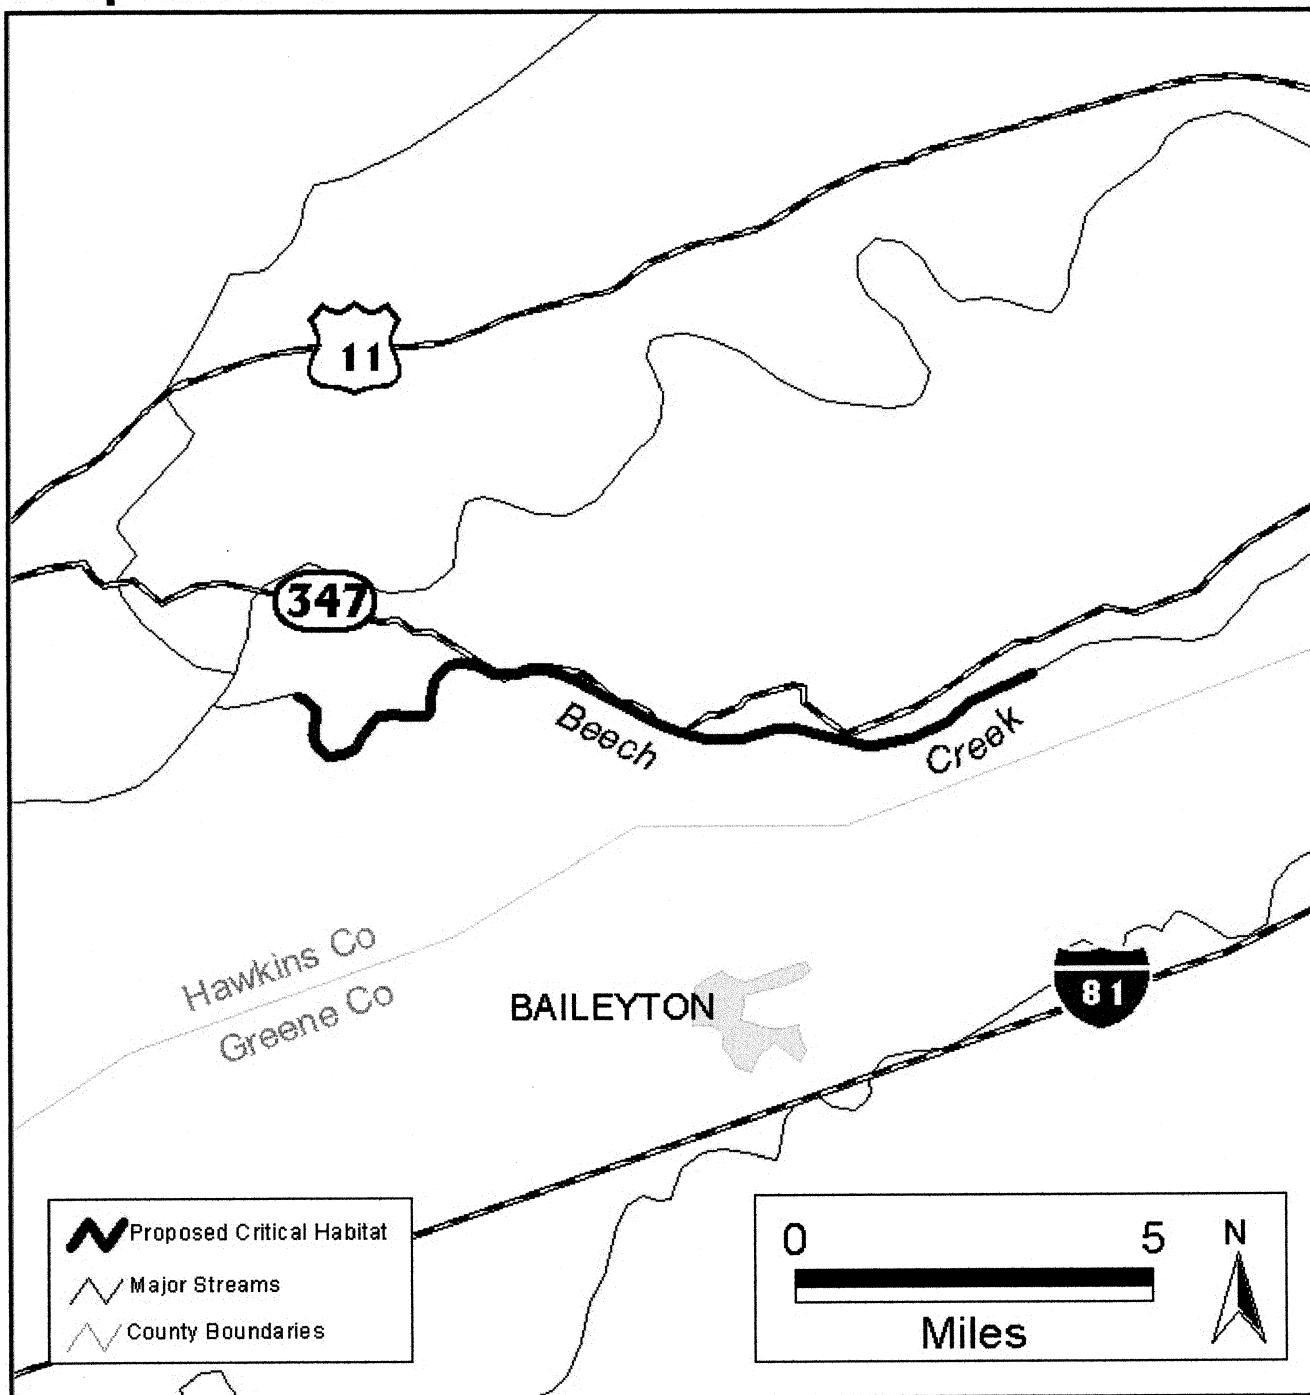 11
347
Beech
Creek
Hawkins Co
Greene Co
BAILEYTON
81
Proposed Critical Habitat
Major Streams
County Boundaries
0 5
N
Miles